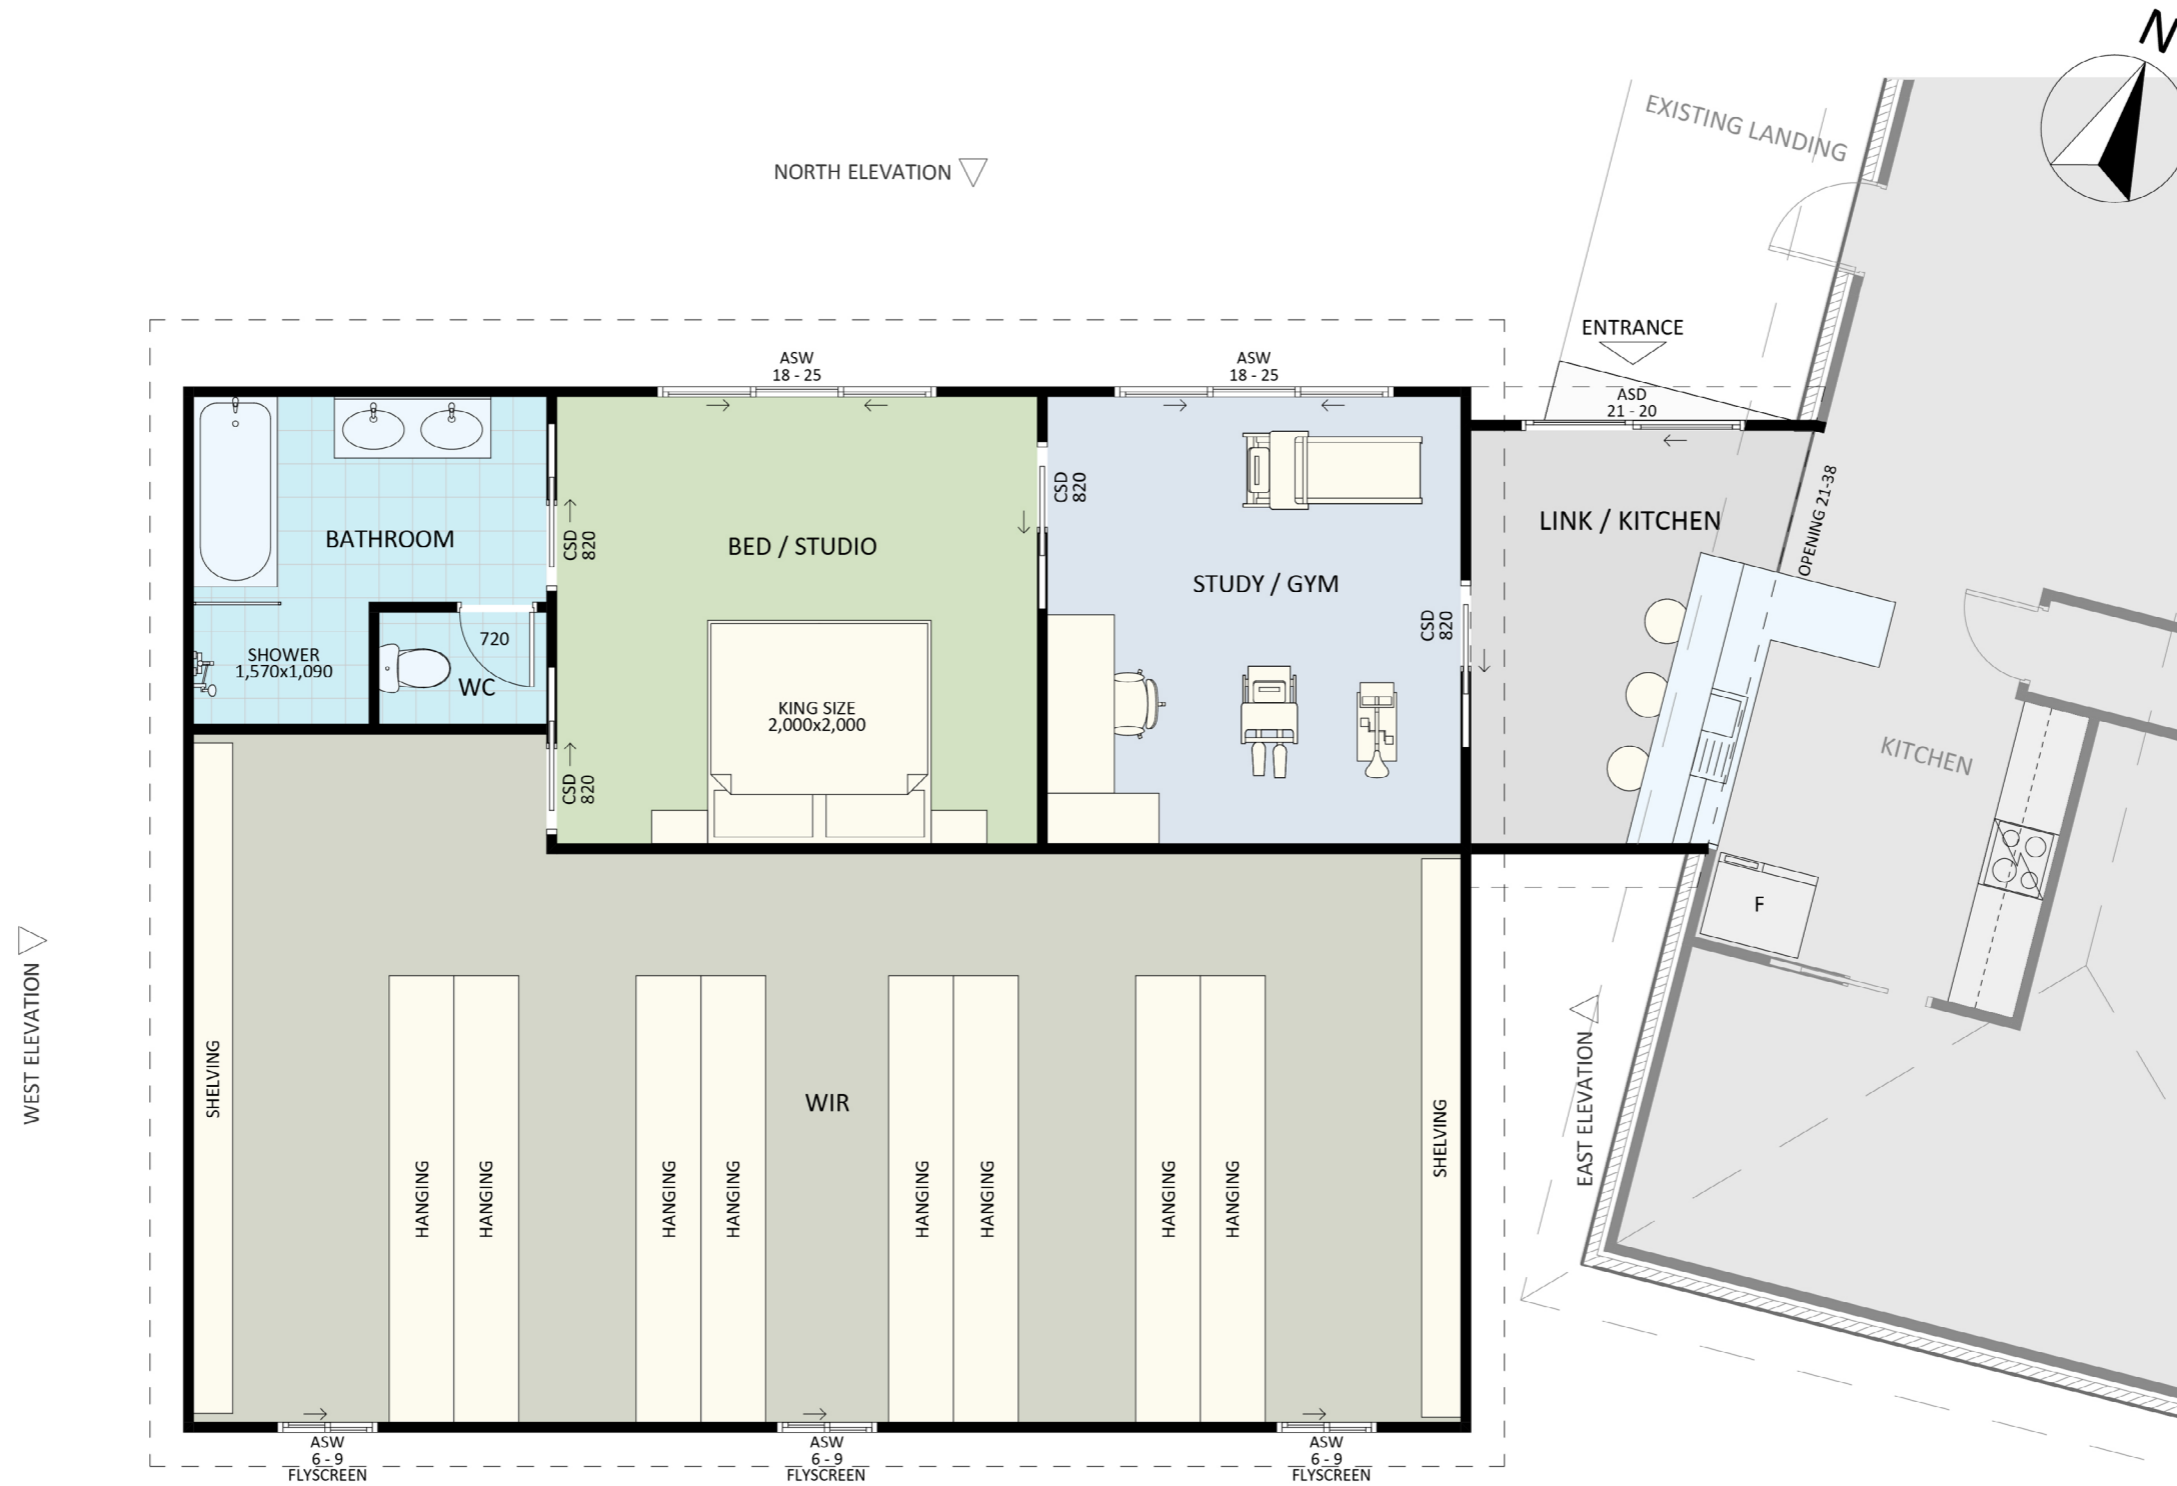 N
EXISTING LANDING
NORTH ELEVATION
ENTRANCE
ASW
18 - 25
ASW
18 - 25
ASD
21 - 20
CSD
820
OPENING 21-38
LINK / KITCHEN
BATHROOM
CSD
820
BED / STUDIO
STUDY / GYM
CSD
820
720
SHOWER
1,570x1,090
WC
KING SIZE
2,000x2,000
KITCHEN
CSD
820
F
WEST ELEVATION
SHELVING
WIR
SHELVING
EAST ELEVATION
HANGING
HANGING
HANGING
HANGING
HANGING
HANGING
HANGING
HANGING
ASW
6 - 9
FLYSCREEN
ASW
6 - 9
FLYSCREEN
ASW
6 - 9
FLYSCREEN